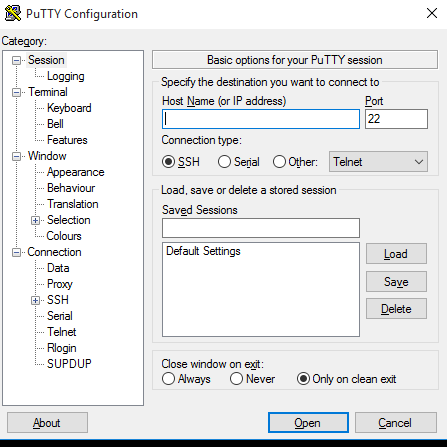 PuTTY Configuration
Category:
Session
Logging
Terminal
Keyboard
Bell
Features
Window
Appearance
Behaviour
Translation
Selection
Colours
Connection
Data
Proxy
SSH
Serial
Telnet
Rlogin
SUPDUP
Basic options for your PuTTY session
Specify the destination you want to connect to
Host Name (or IP address) Port
22
Connection type:
SSH Serial Other: Telnet
Load, save or delete a stored session
Saved Sessions
Default Settings
Load
Save
Delete
Close window on exit:
Always Never Only on clean exit
About Open Cancel